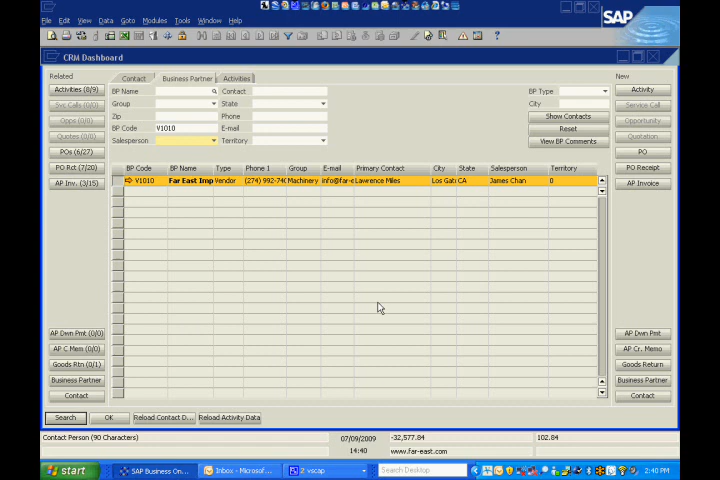 File Edit View Data Goto Modules Tools Window Help
SAP
CRM Dashboard
Related
New
Contact Business Partner Activities
BP Name Contact BP Type
Group State City
Zip Phone
BP Code V1010 E-mail
Salesperson Territory
Show Contacts
Reset
View BP Comments
Activities (8/9)
Svc Calls (0/0)
Opps (0/0)
Quotes (0/0)
POs (6/27)
PO Rct (7/20)
AP Inv. (3/15)
Activity
Service Call
Opportunity
Quotation
PO
PO Receipt
AP Invoice
BP Code BP Name Type Phone 1 Group E-mail Primary Contact City State Salesperson Territory
V1010 Far East Imp Vendor (274) 992-74 Machinery info@far-e Lawrence Miles Los Gat CA James Chan 0
AP Dwn Pmt (0/0)
AP C Mem (0/0)
Goods Rtn (0/1)
Business Partner
Contact
AP Dwn Pmt
AP Cr. Memo
Goods Return
Business Partner
Contact
Search OK Reload Contact D... Reload Activity Data
Contact Person (90 Characters) 07/09/2009 -32,577.84 102.84
14:40 www.far-east.com
start SAP Business On... Inbox - Microsof... Z vscap Search Desktop 2:40 PM